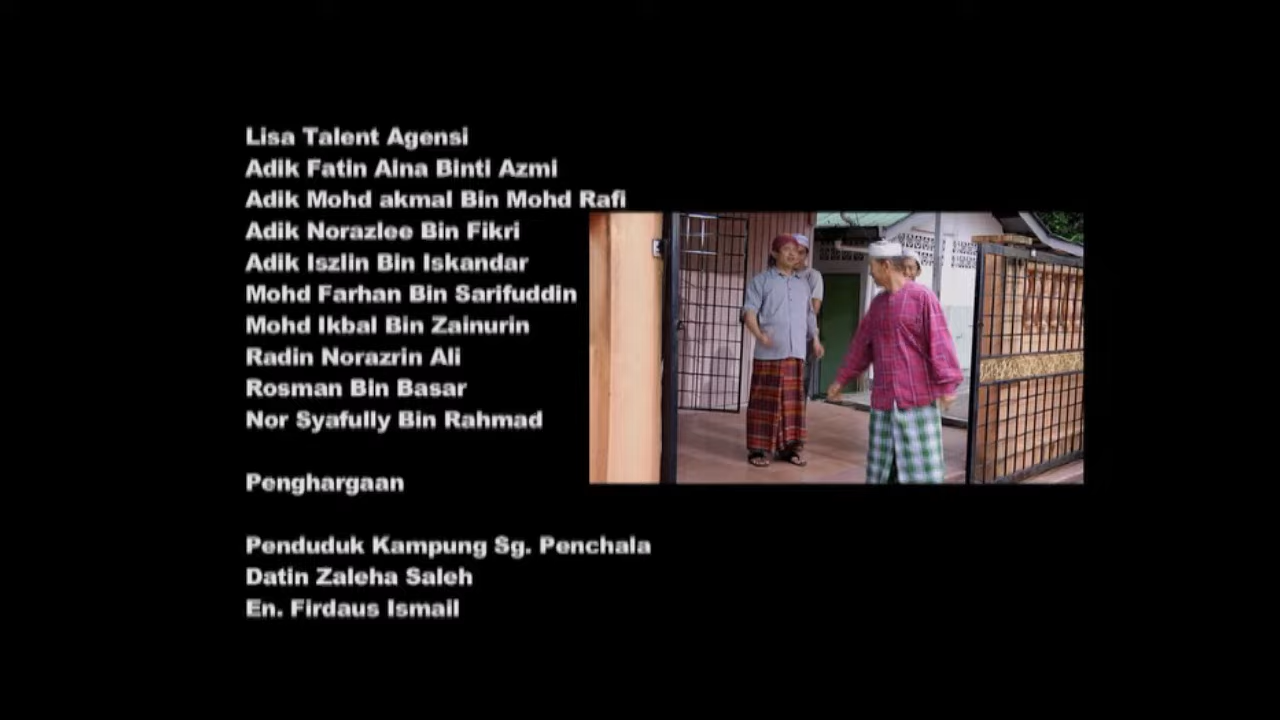 Lisa Talent Agensi
Adik Fatin Aina Binti Azmi
Adik Mohd akmal Bin Mohd Rafi
Adik Norazlee Bin Fikri
Adik Iszlin Bin Iskandar
Mohd Farhan Bin Sarifuddin
Mohd Ikbal Bin Zainurin
Radin Norazrin Ali
Rosman Bin Basar
Nor Syafully Bin Rahmad
Penghargaan
Penduduk Kampung Sg. Penchala
Datin Zaleha Saleh
En. Firdaus Ismail